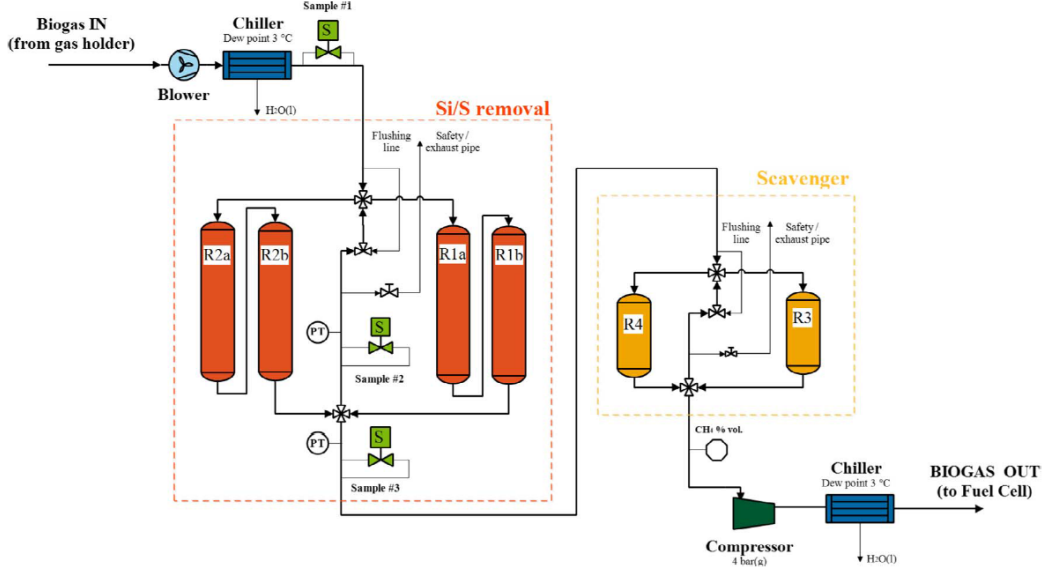 Biogas IN
(from gas holder)
Blower
Chiller
Dew point 3 °C
H2O(l)
Sample #1
S
Si/S removal
Flushing
line
Safety /
exhaust pipe
R2a
R2b
R1a
R1b
PT
S
Sample #2
PT
S
Sample #3
Scavenger
Flushing
line
Safety /
exhaust pipe
R4
R3
CH4 % vol.
Compressor
4 bar(g)
Chiller
Dew point 3 °C
H2O(l)
BIOGAS OUT
(to Fuel Cell)